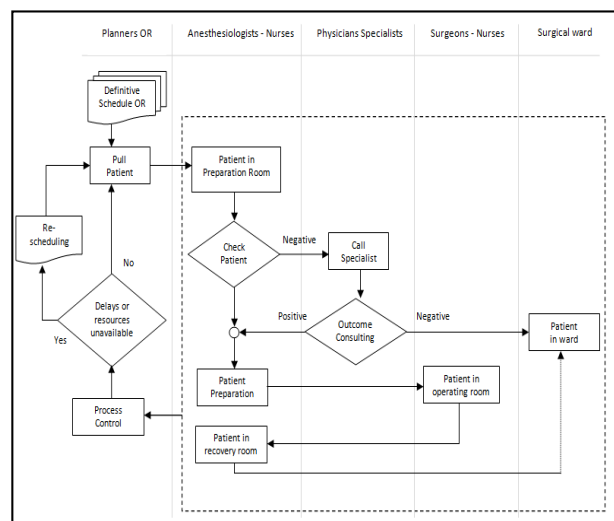 Planners OR
Anesthesiologists - Nurses
Physicians Specialists
Surgeons - Nurses
Surgical ward
Definitive
Schedule OR
Pull
Patient
Patient in
Preparation Room
Re-
scheduling
Check
Patient
Negative
Call
Specialist
No
Delays or
resources
unavailable
Yes
Positive
Outcome
Consulting
Negative
Patient
in ward
Patient
Preparation
Patient in
operating room
Process
Control
Patient in
recovery room